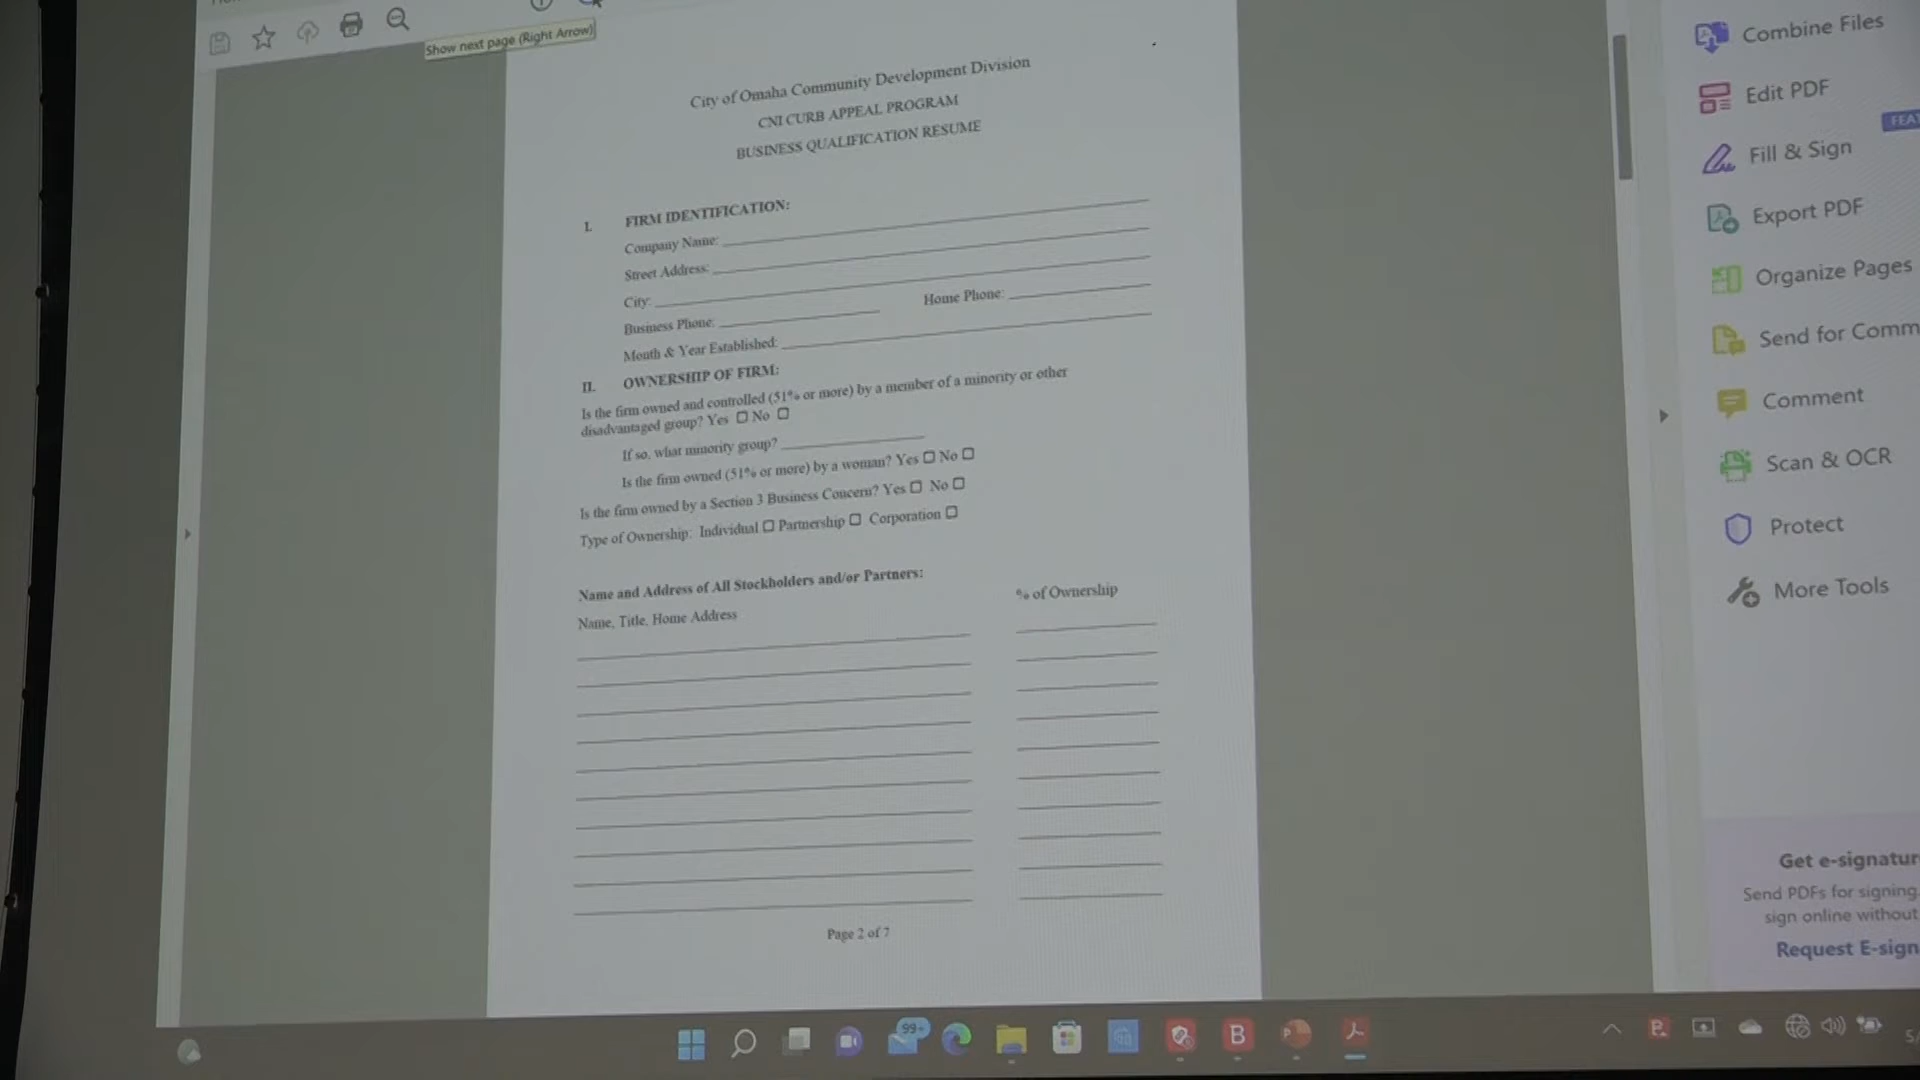 Show next page (Right Arrow)
City of Omaha Community Development Division
CNI CURB APPEAL PROGRAM
BUSINESS QUALIFICATION RESUME
I. FIRM IDENTIFICATION:
Company Name:
Street Address:
City:
Business Phone: Home Phone:
Month & Year Established:
II. OWNERSHIP OF FIRM:
Is the firm owned and controlled (51% or more) by a member of a minority or other
disadvantaged group? Yes ☐ No ☐
If so, what minority group?
Is the firm owned (51% or more) by a woman? Yes ☐ No ☐
Is the firm owned by a Section 3 Business Concern? Yes ☐ No ☐
Type of Ownership: Individual ☐ Partnership ☐ Corporation ☐
Name and Address of All Stockholders and/or Partners:
Name, Title, Home Address % of Ownership
Page 2 of 7
Combine Files
Edit PDF
FEAT
Fill & Sign
Export PDF
Organize Pages
Send for Comm
Comment
Scan & OCR
Protect
More Tools
Get e-signatur
Send PDFs for signing.
sign online without
Request E-sign
99+
B